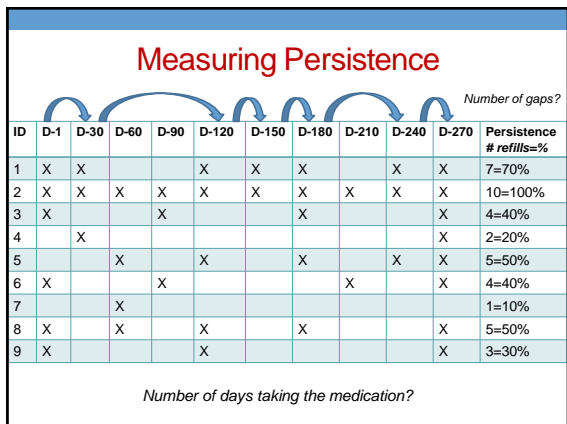 Measuring Persistence
Number of gaps?
ID D-1 D-30 D-60 D-90 D-120 D-150 D-180 D-210 D-240 D-270 Persistence # refills=%
1 X X X X X X X 7=70%
2 X X X X X X X X X X 10=100%
3 X X X X 4=40%
4 X X 2=20%
5 X X X X X 5=50%
6 X X X X 4=40%
7 X 1=10%
8 X X X X X 5=50%
9 X X X 3=30%
Number of days taking the medication?